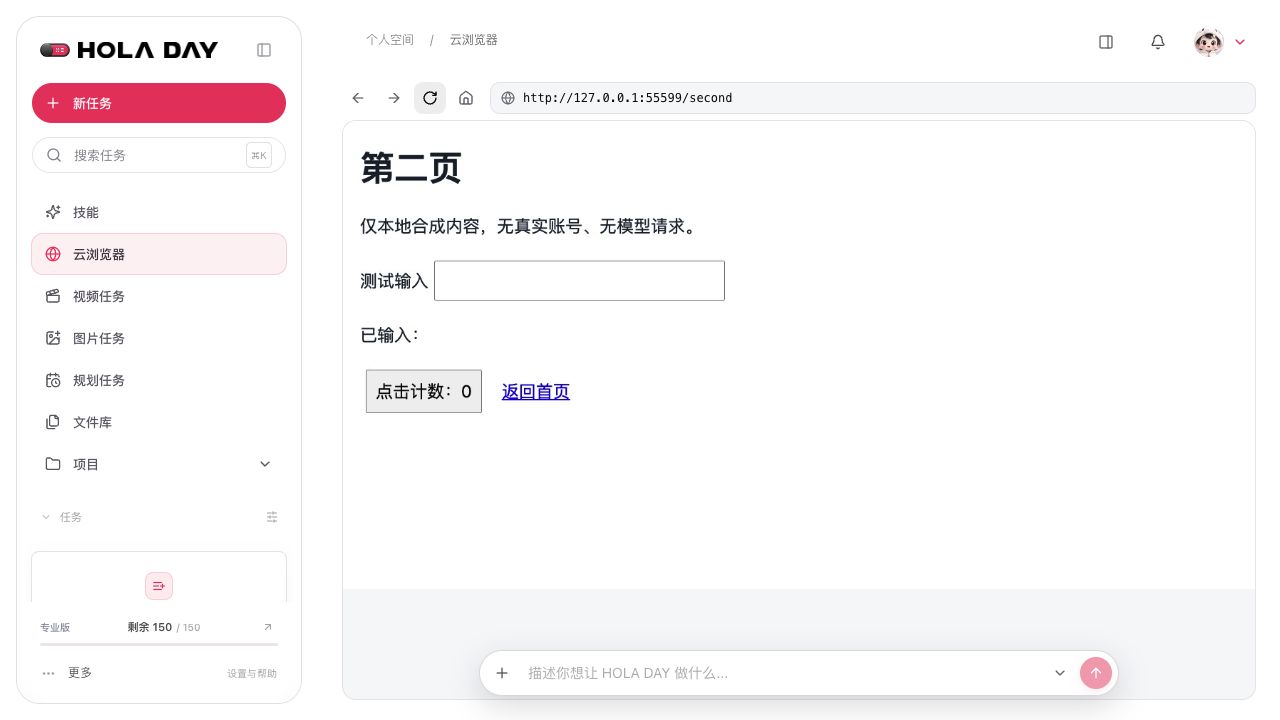 HOLA DAY
新任务
搜索任务 ⌘K
技能
云浏览器
视频任务
图片任务
规划任务
文件库
项目
任务
专业版 剩余 150 / 150
更多 设置与帮助
个人空间 / 云浏览器
http://127.0.0.1:55599/second
第二页
仅本地合成内容，无真实账号、无模型请求。
测试输入
已输入：
点击计数：0 返回首页
描述你想让 HOLA DAY 做什么...